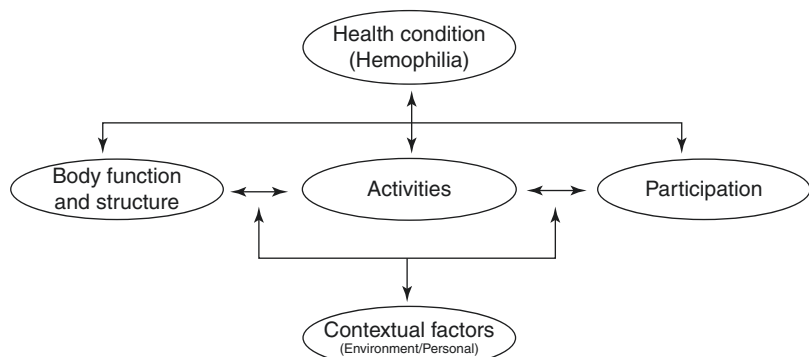 Health condition
(Hemophilia)
Body function
and structure
Activities
Participation
Contextual factors
(Environment/Personal)